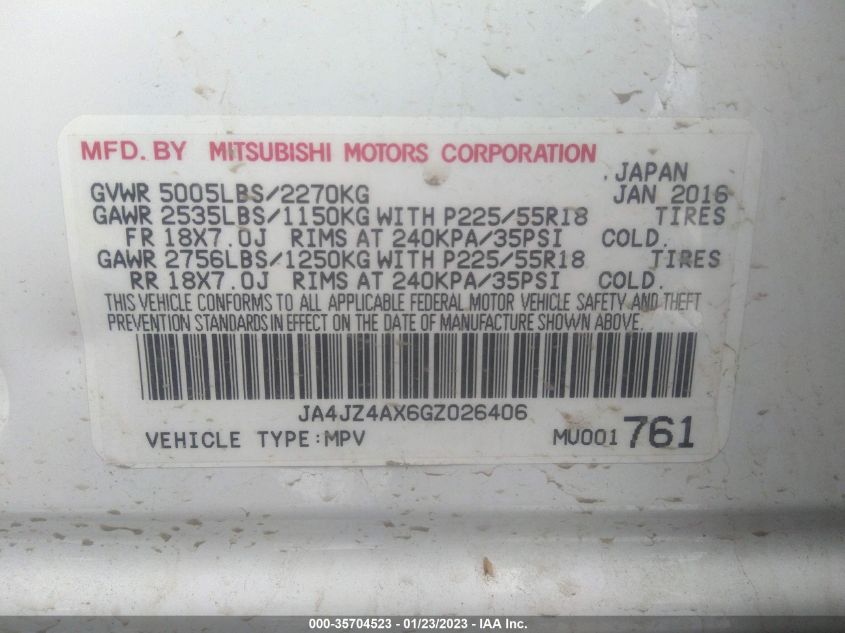 MFD. BY MITSUBISHI MOTORS CORPORATION
. JAPAN
GVWR 5005LBS/2270KG JAN 2016
GAWR 2535LBS/1150KG WITH P225/55R18 TIRES
FR 18X7.0J RIMS AT 240KPA/35PSI COLD.
GAWR 2756LBS/1250KG WITH P225/55R18 TIRES
RR 18X7.0J RIMS AT 240KPA/35PSI COLD.
THIS VEHICLE CONFORMS TO ALL APPLICABLE FEDERAL MOTOR VEHICLE SAFETY AND THEFT
PREVENTION STANDARDS IN EFFECT ON THE DATE OF MANUFACTURE SHOWN ABOVE.
JA4JZ4AX6GZ026406
VEHICLE TYPE:MPV MU001 761
000-35704523 - 01/23/2023 - IAAI.COM